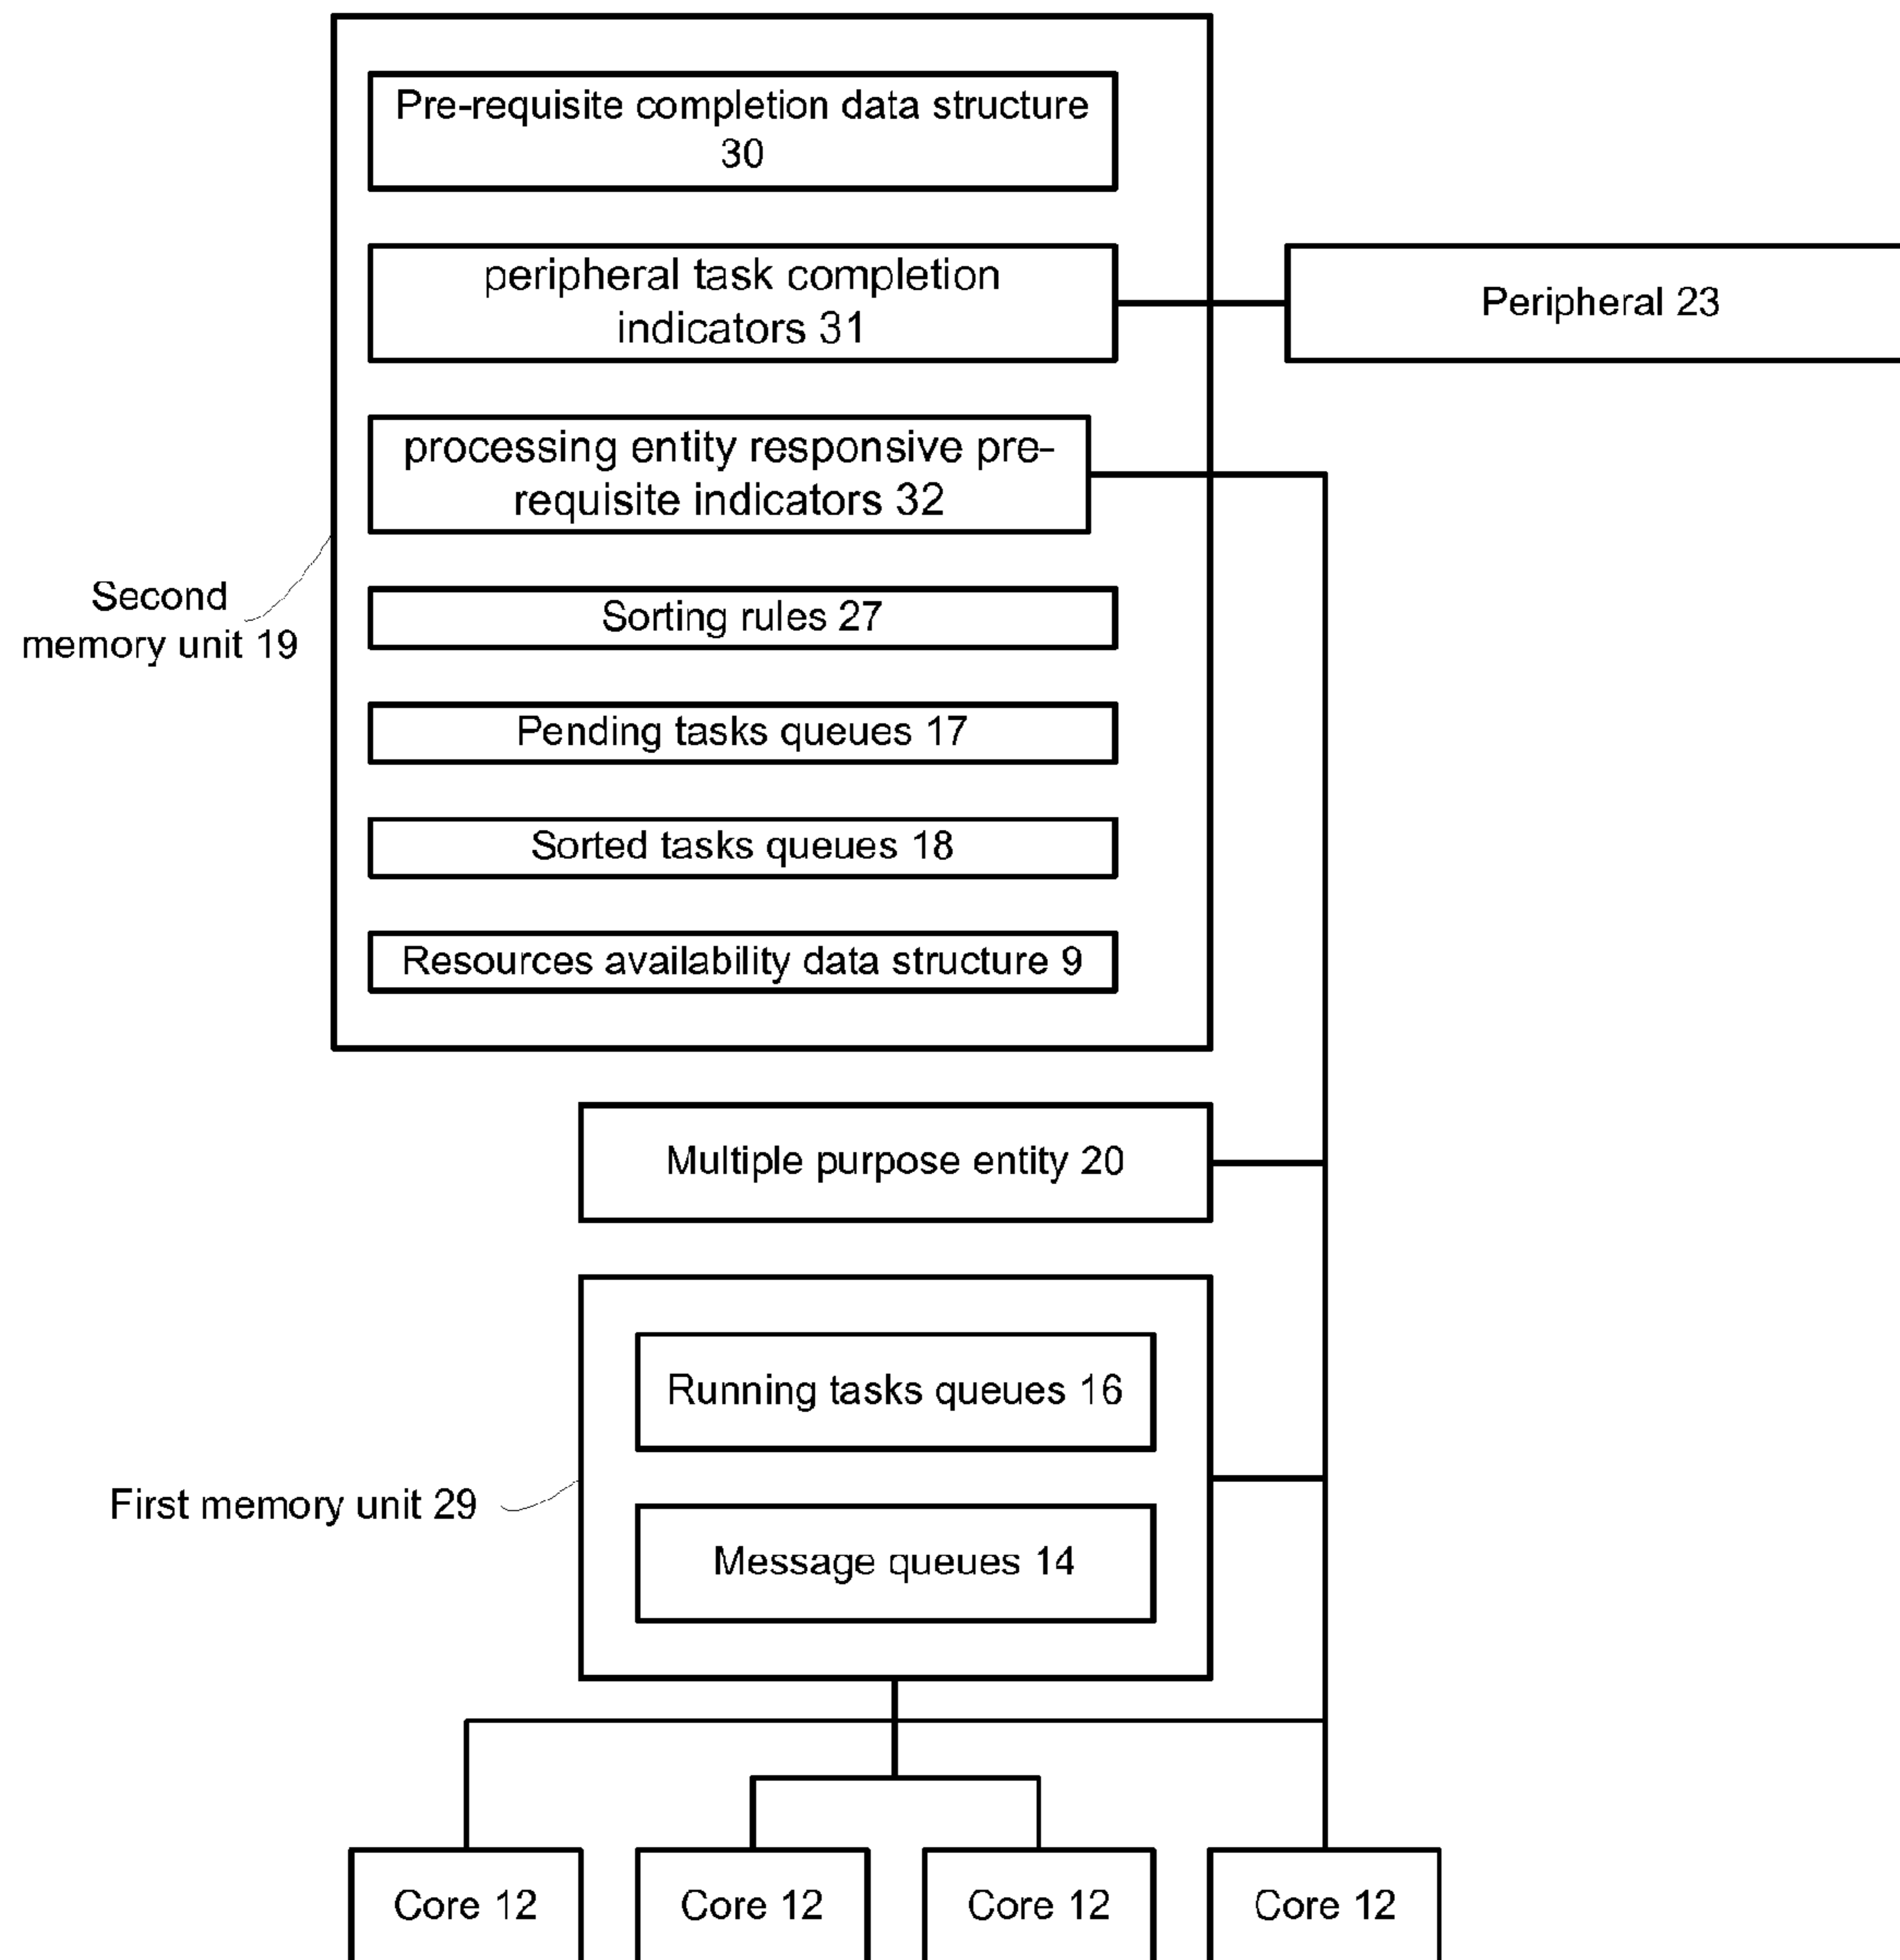 Pre-requisite completion data structure
30
peripheral task completion
indicators 31
Peripheral 23
processing entity responsive pre-
requisite indicators 32
Second
memory unit 19
Sorting rules 27
Pending tasks queues 17
Sorted tasks queues 18
Resources availability data structure 9
Multiple purpose entity 20
Running tasks queues 16
First memory unit 29
Message queues 14
Core 12
Core 12
Core 12
Core 12